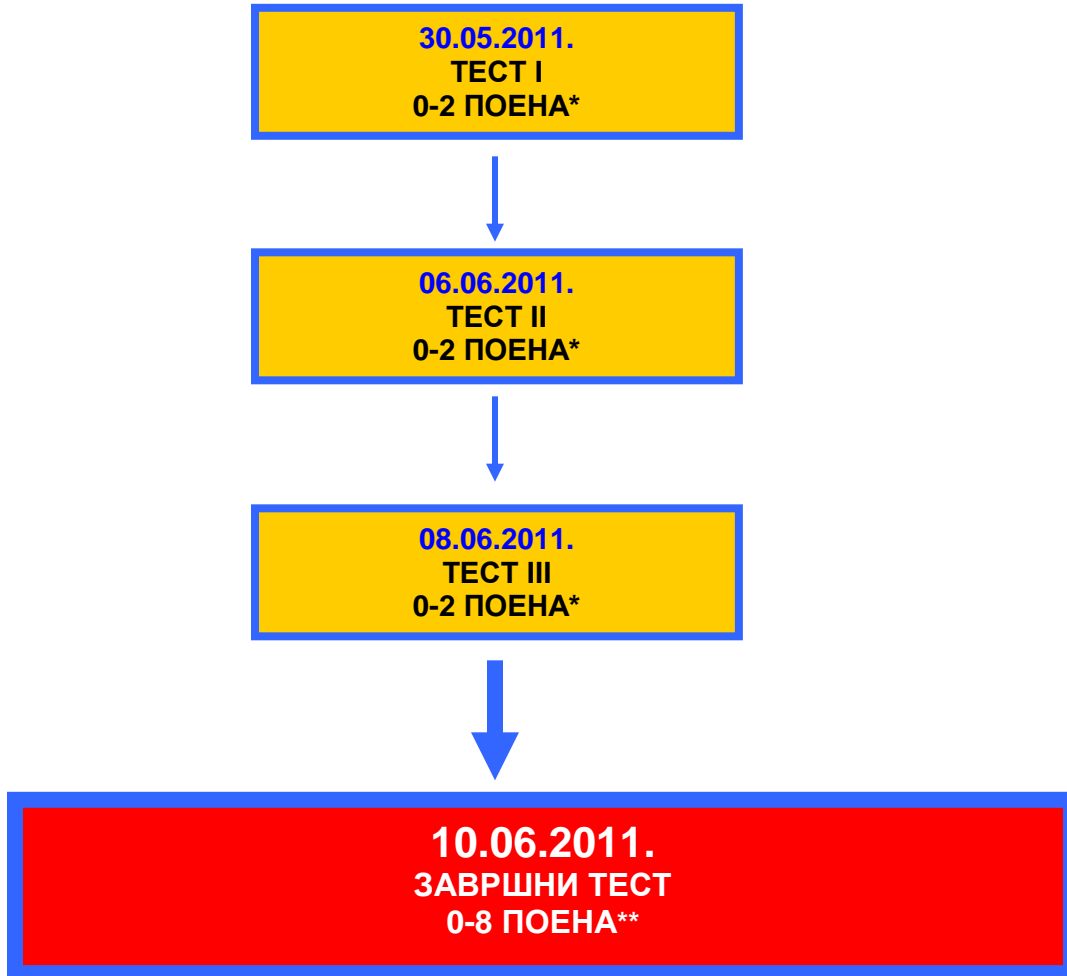 30.05.2011.
ТЕСТ I
0-2 ПОЕНА*
06.06.2011.
ТЕСТ II
0-2 ПОЕНА*
08.06.2011.
ТЕСТ III
0-2 ПОЕНА*
10.06.2011.
ЗАВРШНИ ТЕСТ
0-8 ПОЕНА**